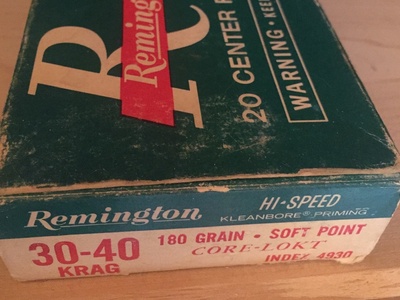 R
Remin
20 CENTER
WARNING • KEE
Remington
HI-SPEED
KLEANBORE® PRIMING
30-40
KRAG
180 GRAIN • SOFT POINT
CORE-LOKT
INDEX 4930